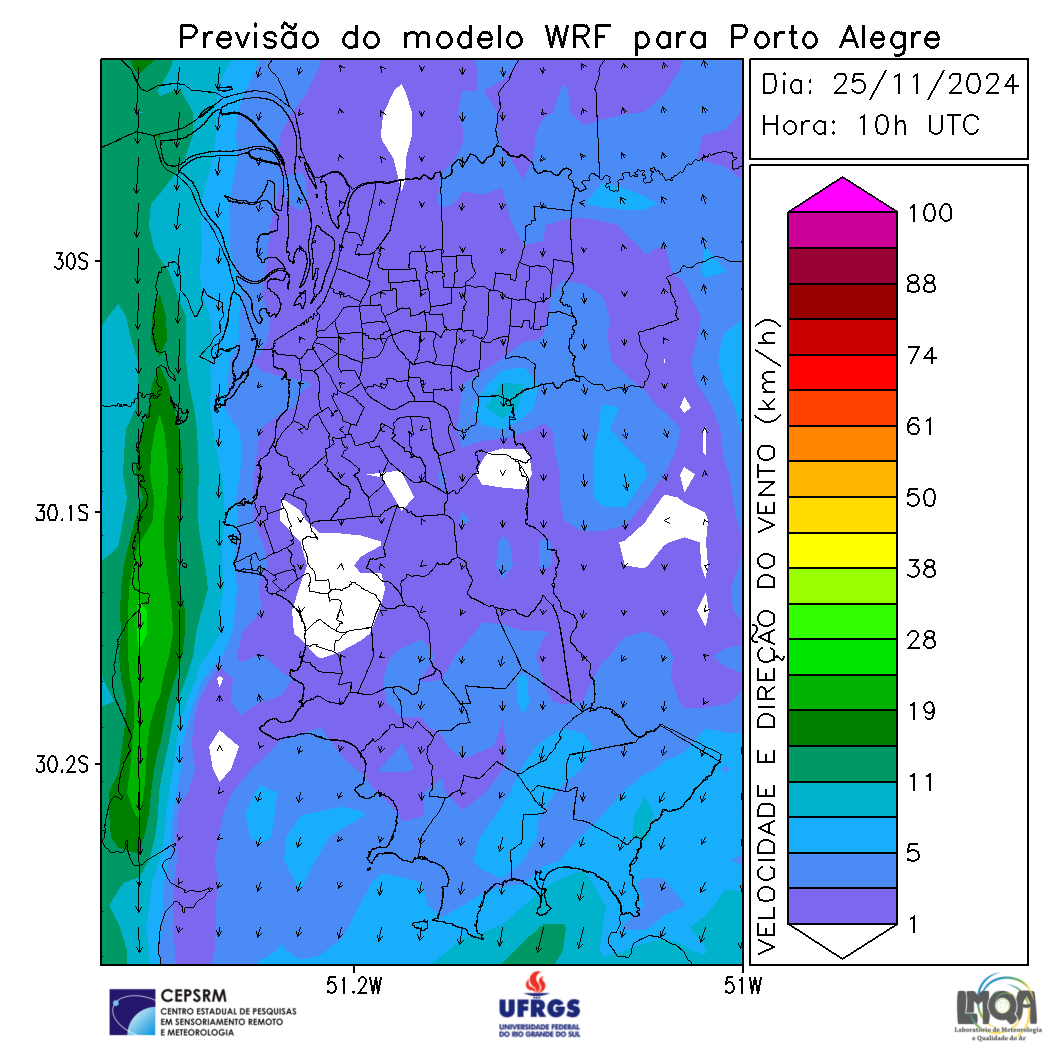 Previsão do modelo WRF para Porto Alegre
Dia: 25/11/2024
Hora: 10h UTC
30S
30.1S
30.2S
51.2W
51W
VELOCIDADE E DIREÇÃO DO VENTO (km/h)
100
88
74
61
50
38
28
19
11
5
1
CEPSRM
CENTRO ESTADUAL DE PESQUISAS
EM SENSORIAMENTO REMOTO
E METEOROLOGIA
UFRGS
UNIVERSIDADE FEDERAL
DO RIO GRANDE DO SUL
LMQA
Laboratório de Meteorologia
e Qualidade do Ar